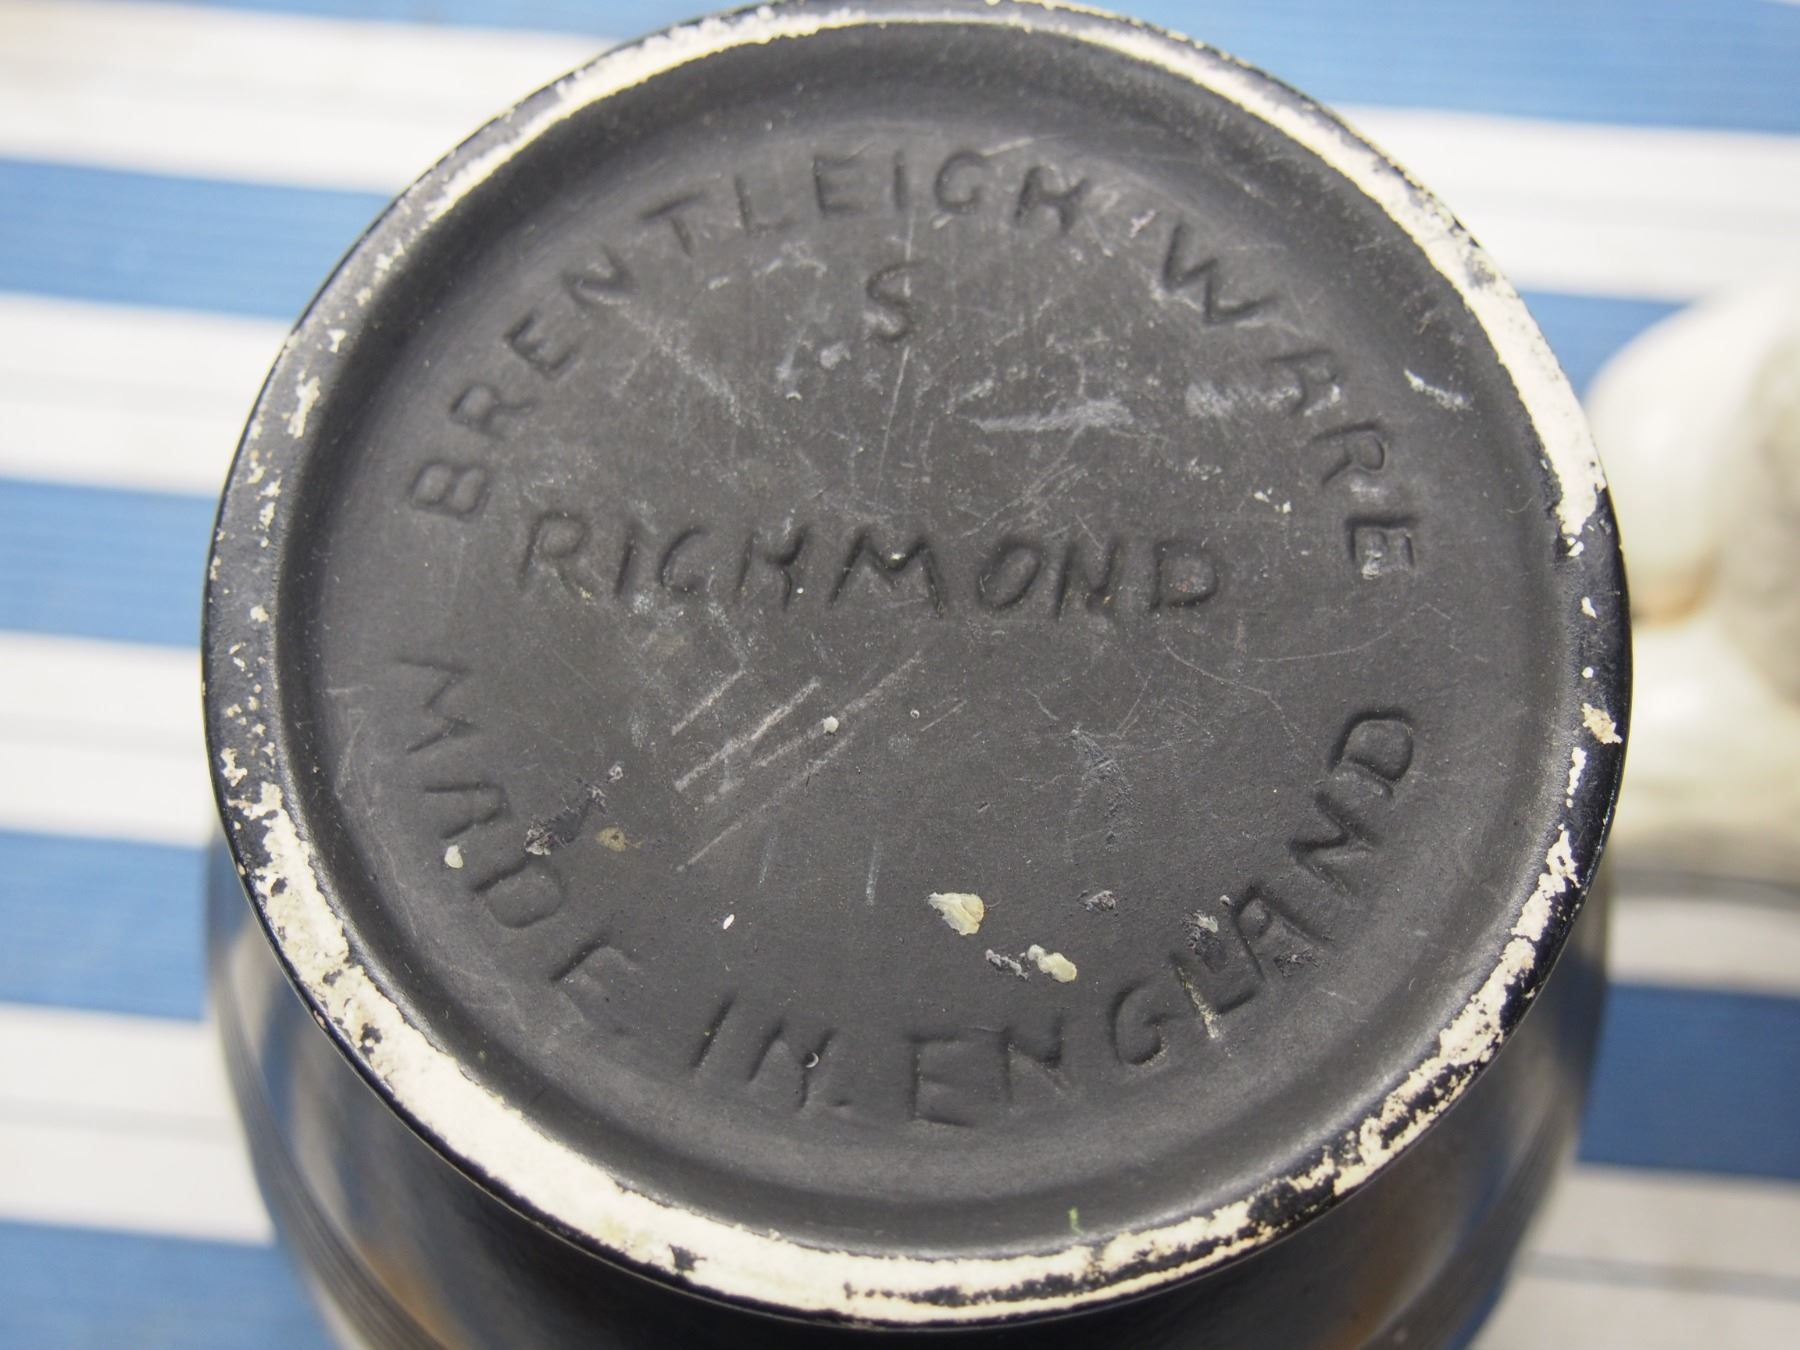 BRENTLEIGH WARE
S
RICHMOND
MADE IN ENGLAND